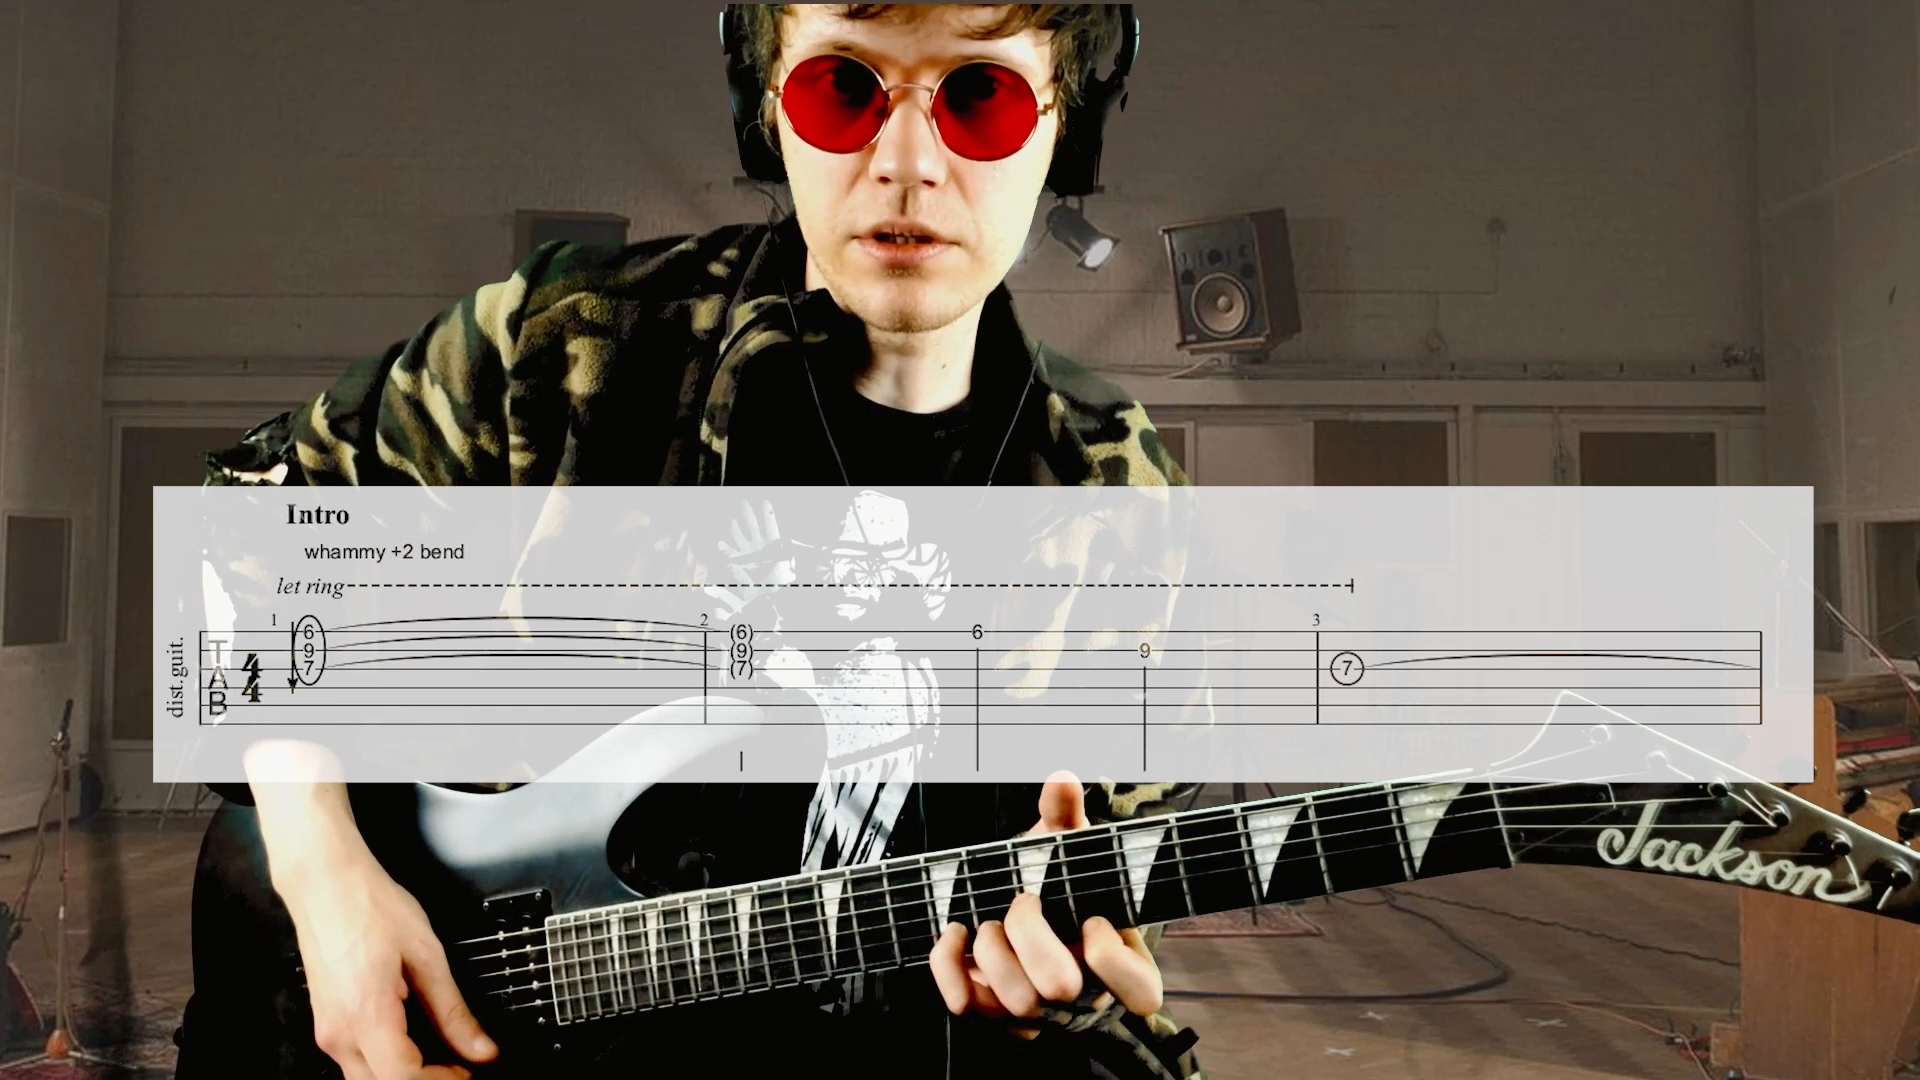 Intro
whammy +2 bend
let ring
1 2 3
dist.guit.
TAB
4/4
6 (6) 6
9 (9) 9
7 (7) 7
Jackson